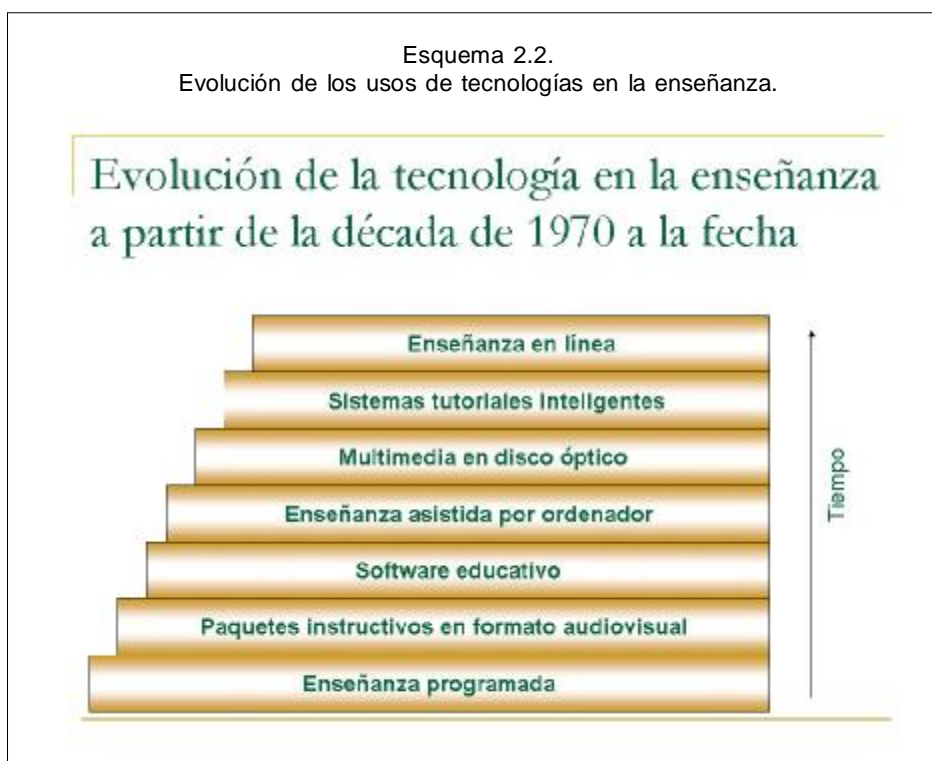 Esquema 2.2.
Evolución de los usos de tecnologías en la enseñanza.
Evolución de la tecnología en la enseñanza
a partir de la década de 1970 a la fecha
Enseñanza en línea
Sistemas tutoriales inteligentes
Multimedia en disco óptico
Enseñanza asistida por ordenador
Software educativo
Paquetes instructivos en formato audiovisual
Enseñanza programada
Tiempo